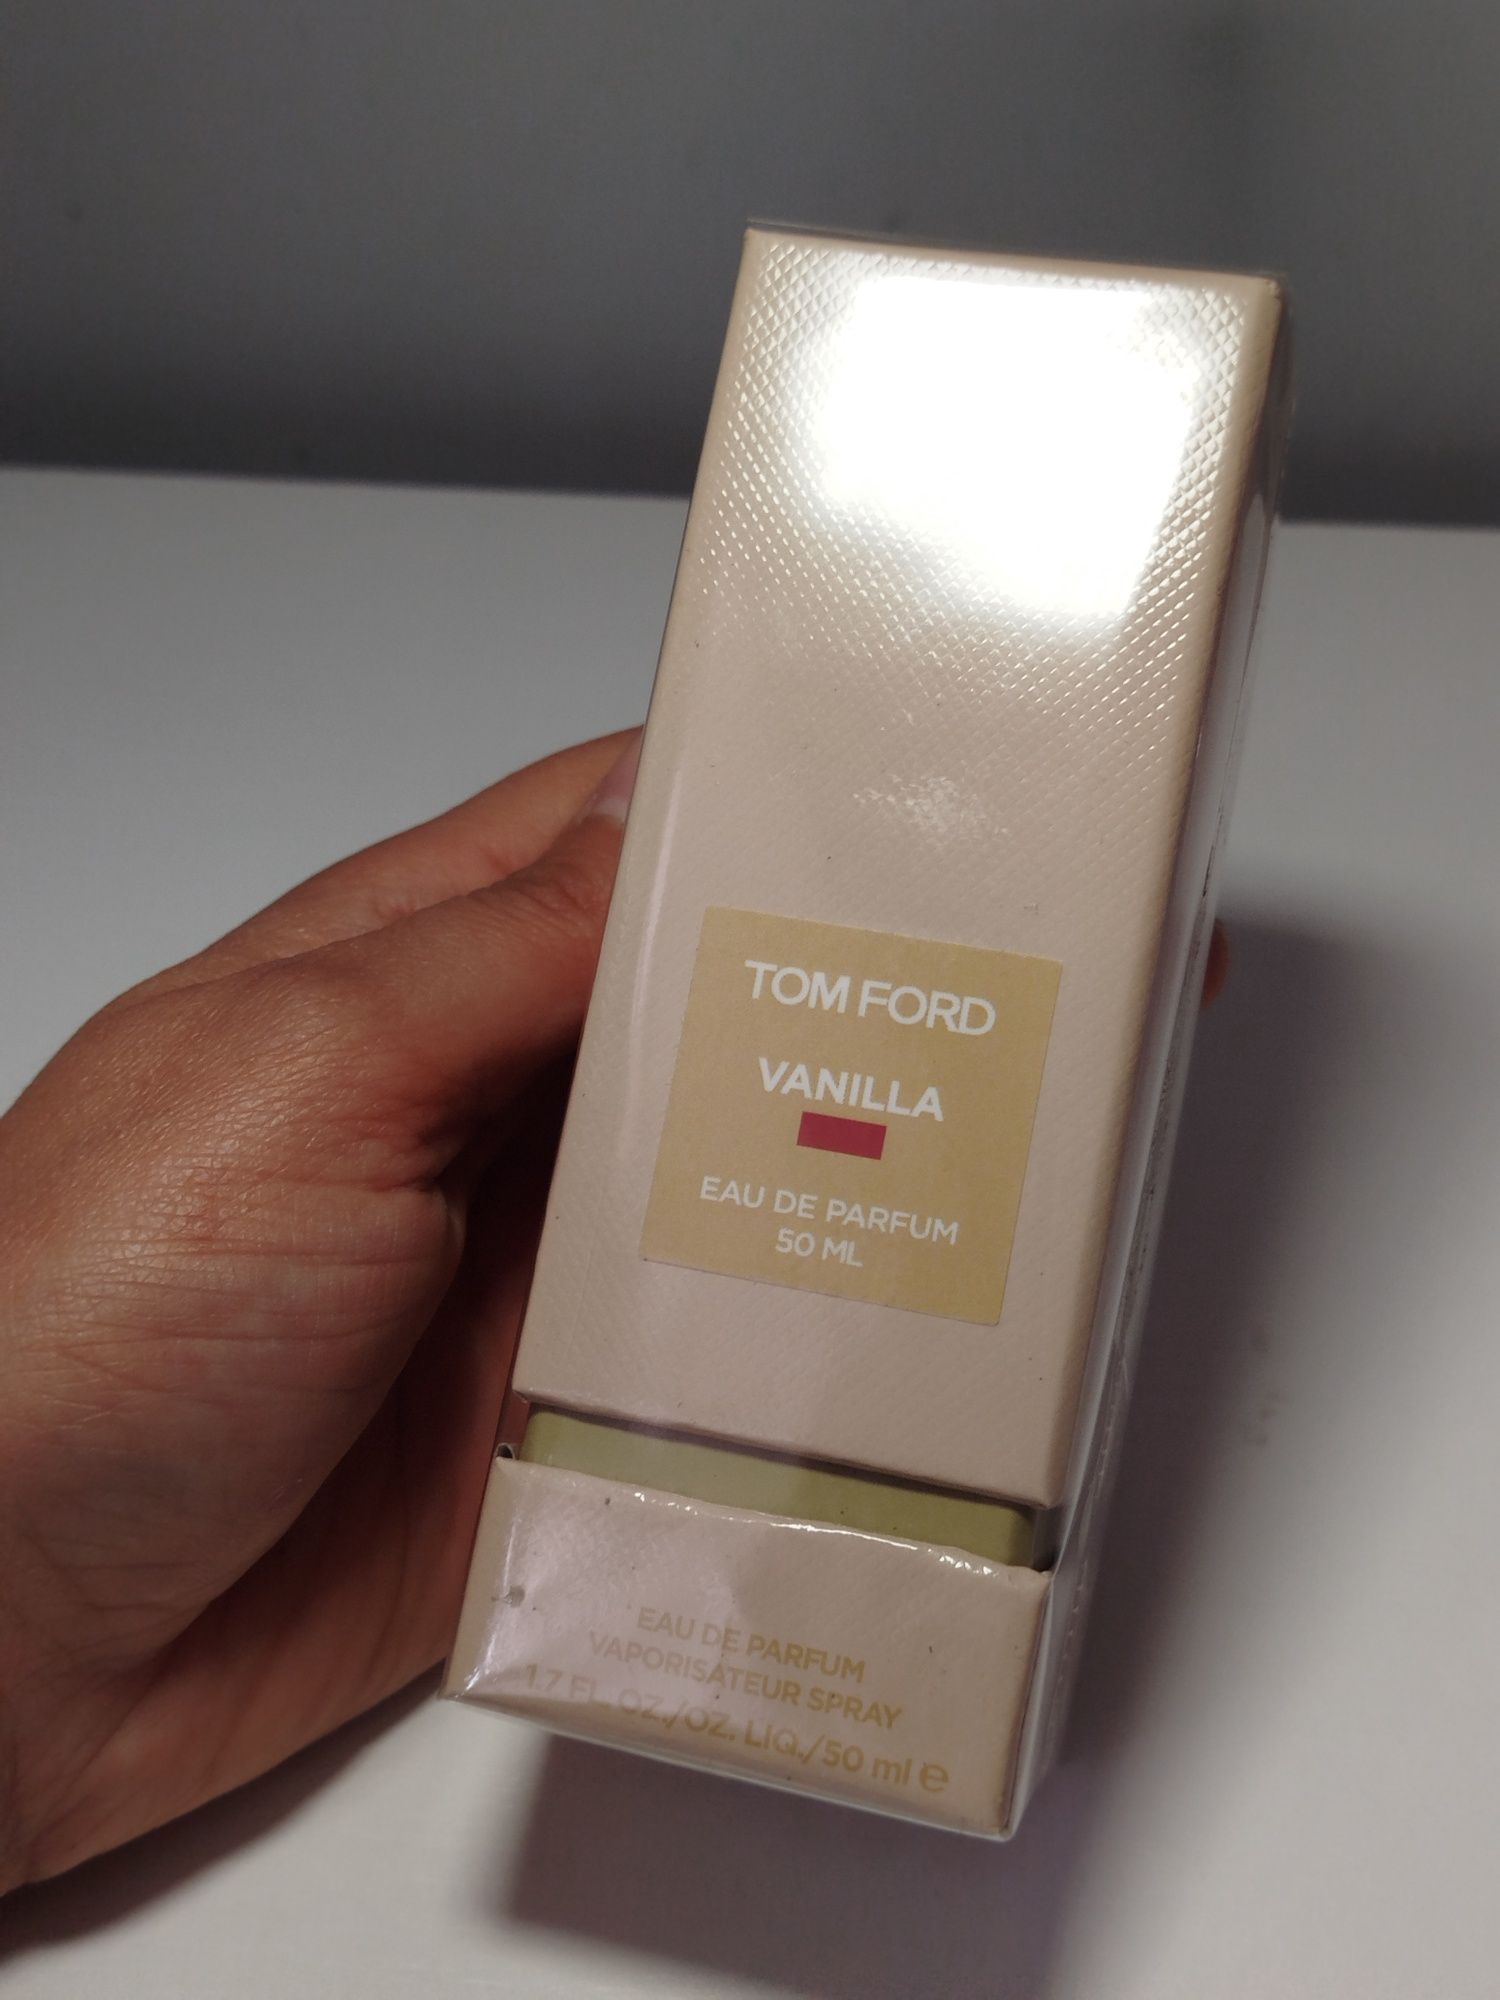 TOM FORD
VANILLA
EAU DE PARFUM
50 ML
EAU DE PARFUM
VAPORISATEUR SPRAY
1.7 FL. OZ./OZ. LIQ./50 ml e